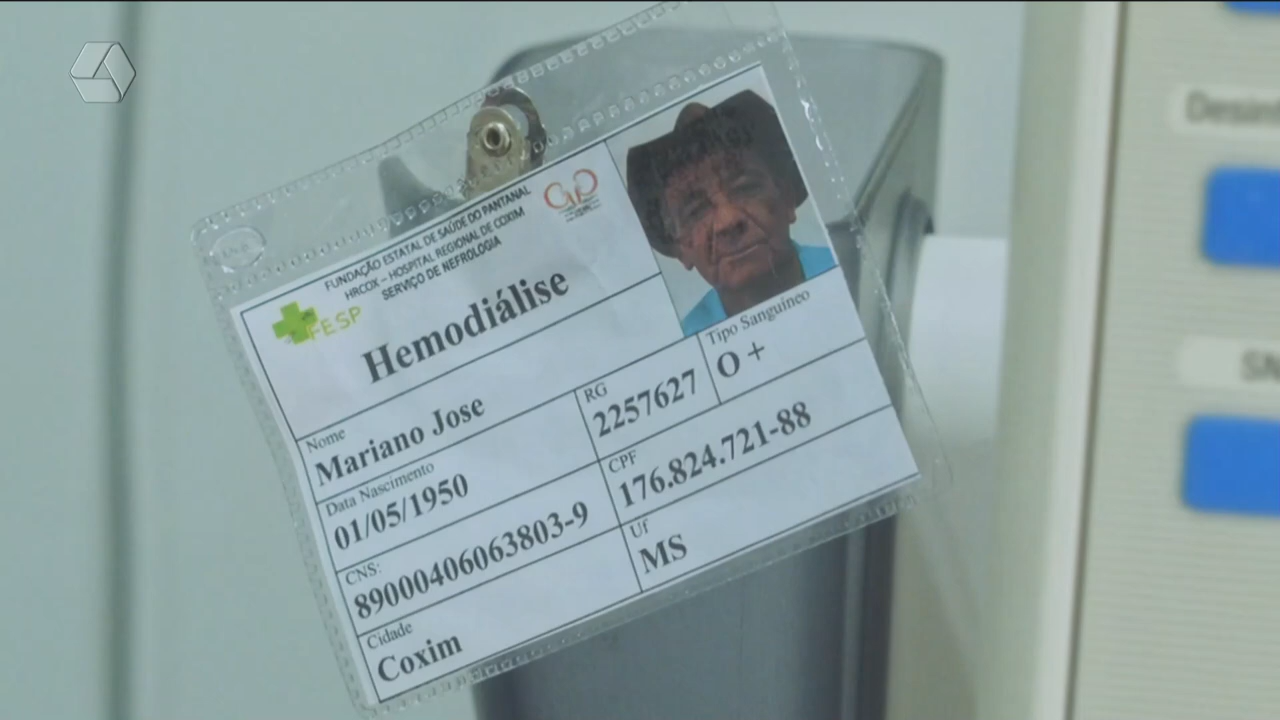 FUNDAÇÃO ESTATAL DE SAÚDE DO PANTANAL
HRCOX – HOSPITAL REGIONAL DE COXIM
SERVIÇO DE NEFROLOGIA
FESP
Hemodiálise
Nome
Mariano Jose
Data Nascimento
01/05/1950
RG
2257627
Tipo Sanguíneo
O +
CNS:
89000406063803-9
CPF
176.824.721-88
Cidade
Coxim
Uf
MS